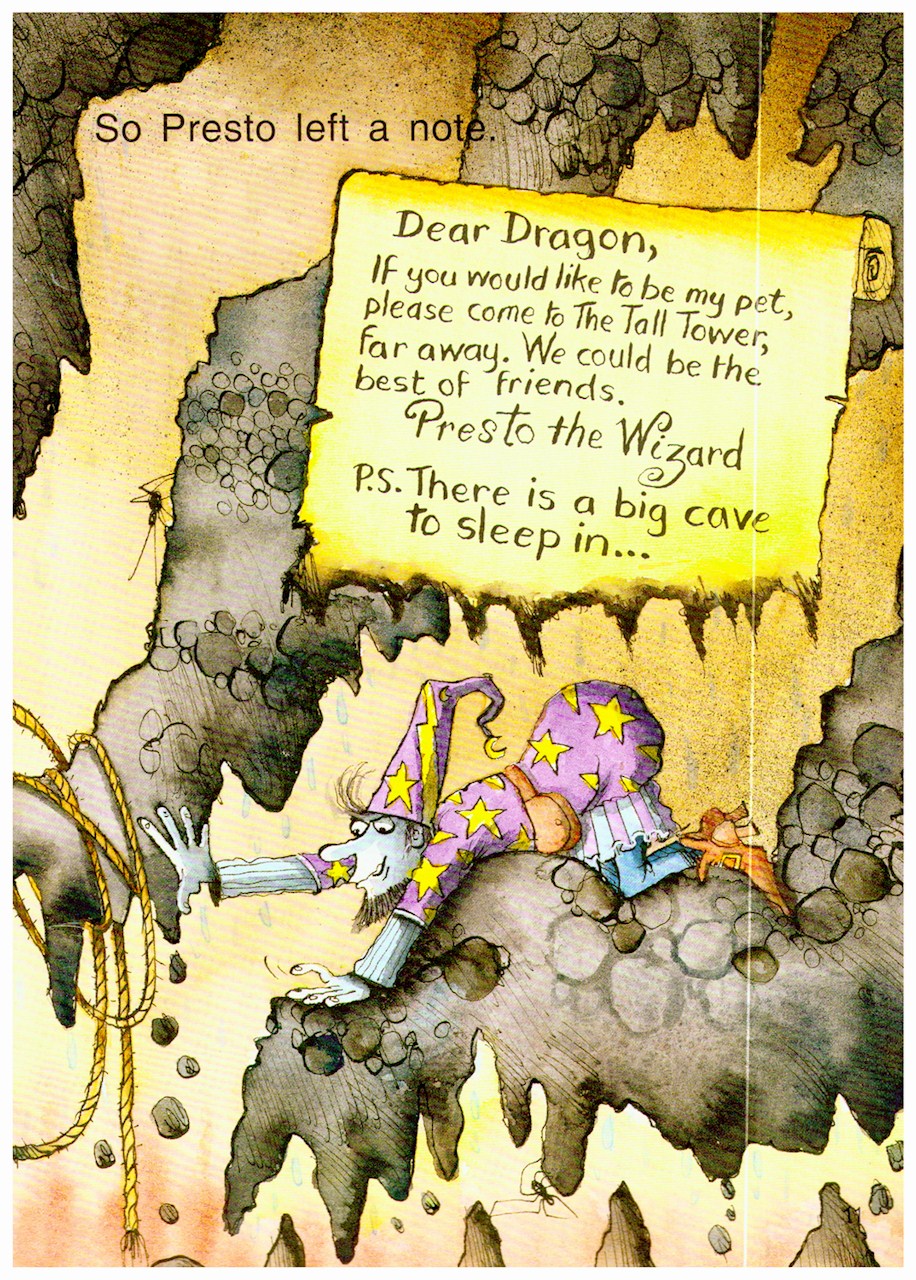 So Presto left a note.
Dear Dragon,
If you would like to be my pet,
please come to The Tall Tower,
far away. We could be the
best of friends.
Presto the Wizard
P.S. There is a big cave
to sleep in...
11